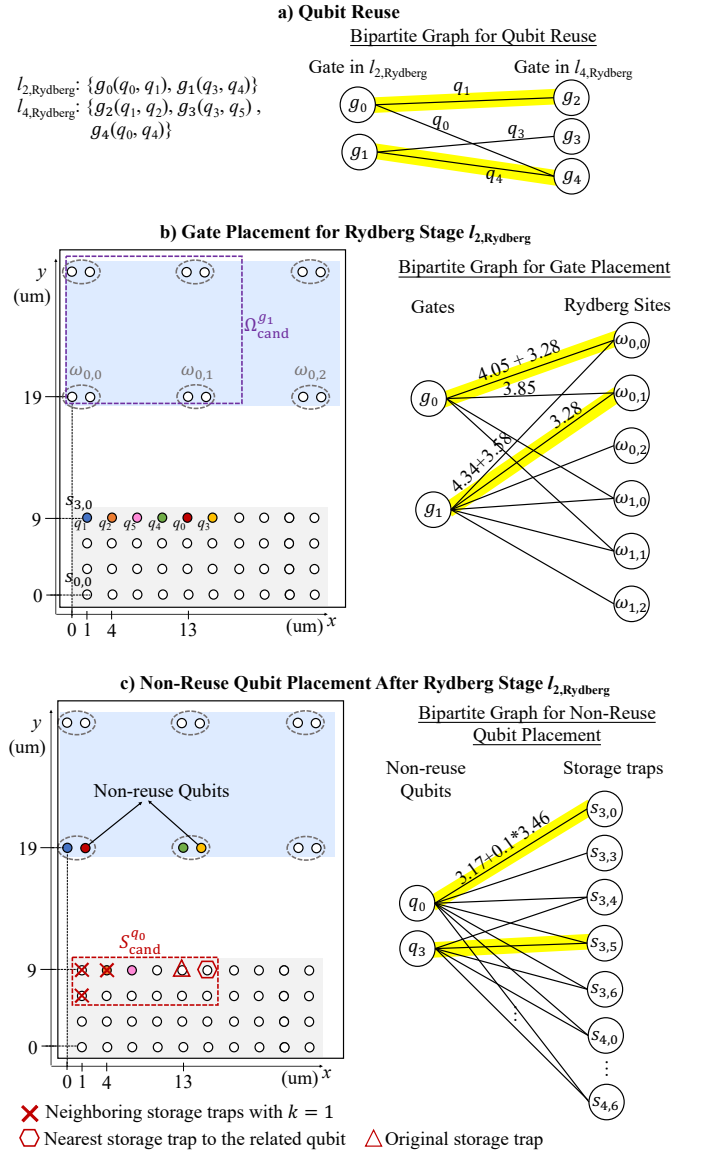 a) Qubit Reuse
Bipartite Graph for Qubit Reuse
l2,Rydberg: {g0(q0, q1), g1(q3, q4)}
l4,Rydberg: {g2(q1, q2), g3(q3, q5) ,
g4(q0, q4)}
Gate in l2,Rydberg
Gate in l4,Rydberg
g0
q1
g2
q0
q3
g3
g1
q4
g4
b) Gate Placement for Rydberg Stage l2,Rydberg
y
(um)
Ω cand g1
ω0,0
ω0,1
ω0,2
19
s3,0
9
q1
q2
q5
q4
q0
q3
s0,0
0
0
1
4
13
(um)
x
Bipartite Graph for Gate Placement
Gates
Rydberg Sites
ω0,0
4.05 + 3.28
3.85
ω0,1
g0
3.28
4.34+3.58
ω0,2
ω1,0
g1
ω1,1
ω1,2
c) Non-Reuse Qubit Placement After Rydberg Stage l2,Rydberg
y
(um)
Non-reuse Qubits
19
S cand q0
9
0
0
1
4
13
(um)
x
Bipartite Graph for Non-Reuse
Qubit Placement
Non-reuse
Qubits
Storage traps
3.17+0.1*3.46
s3,0
s3,3
q0
s3,4
q3
s3,5
s3,6
⋮
s4,0
⋮
s4,6
Neighboring storage traps with k = 1
Nearest storage trap to the related qubit
Original storage trap